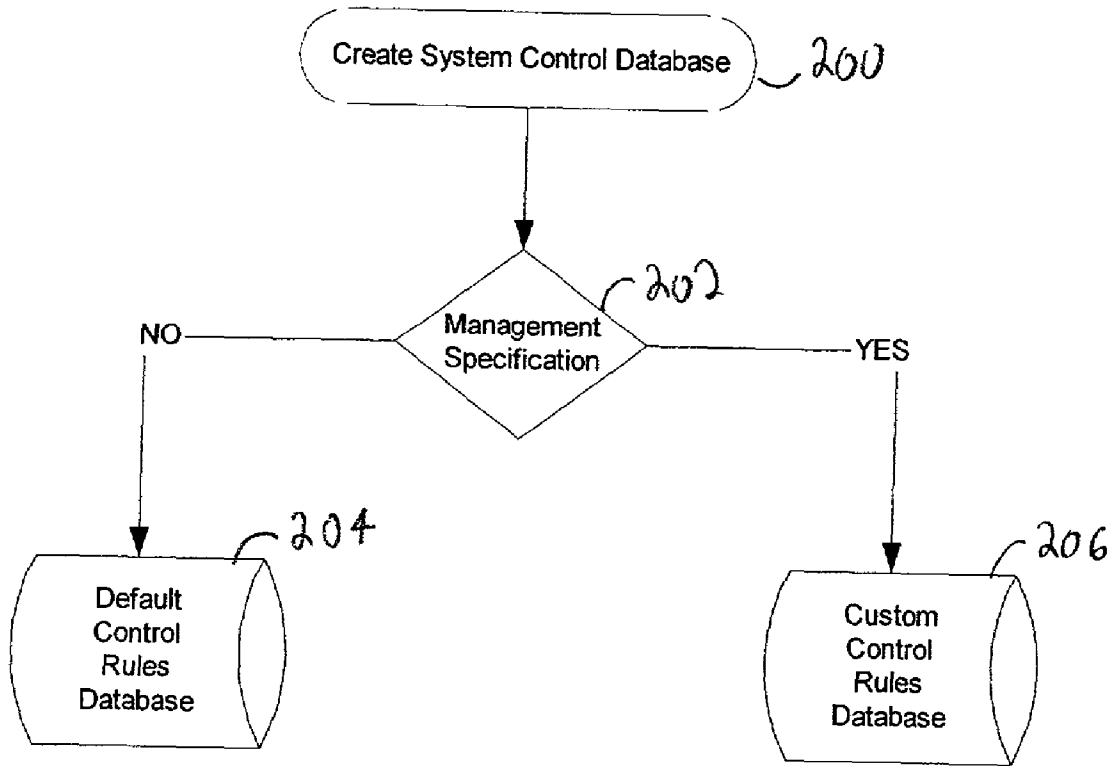 Create System Control Database
200
202
Management
Specification
NO
YES
204
206
Default
Control
Rules
Database
Custom
Control
Rules
Database